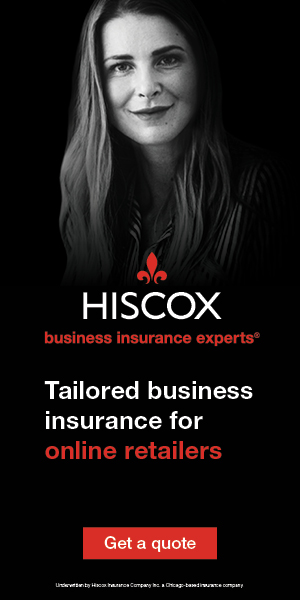 HISCOX
business insurance experts®
Tailored business
insurance for
online retailers
Get a quote
Underwritten by Hiscox Insurance Company Inc. a Chicago-based insurance company